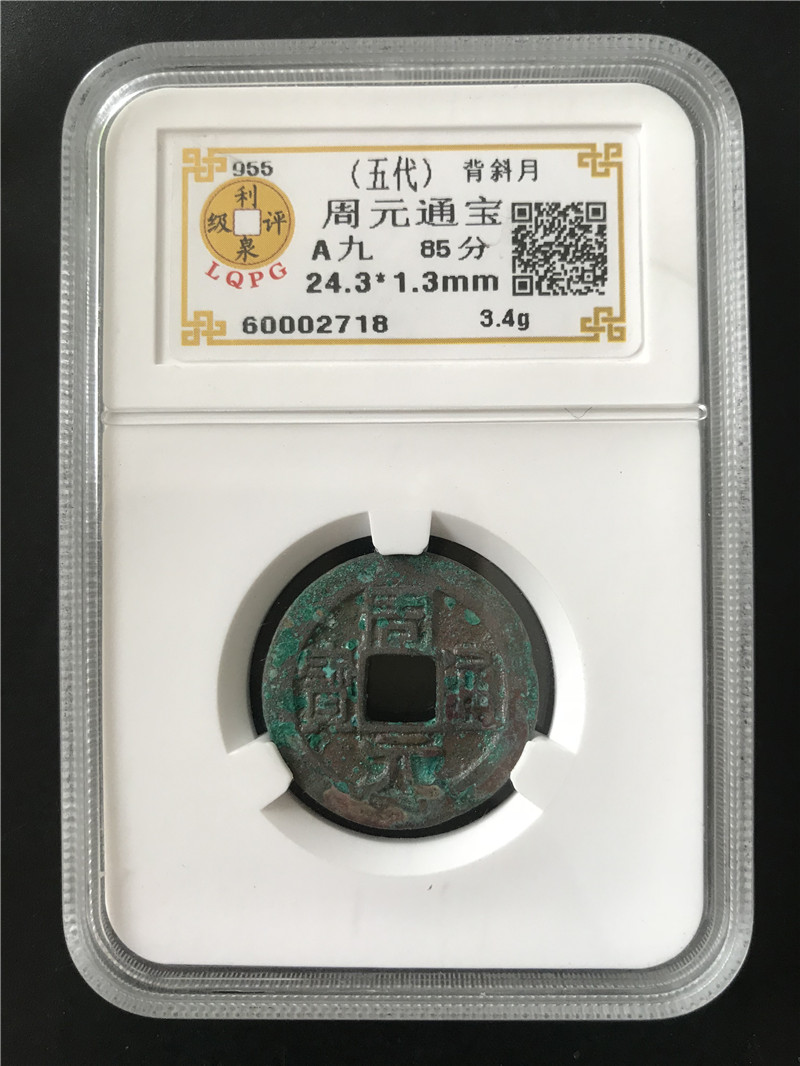 955 （五代） 背斜月
利泉评级
LQPG
周元通宝
A九 85分
24.3*1.3mm
60002718 3.4g
周元通寳